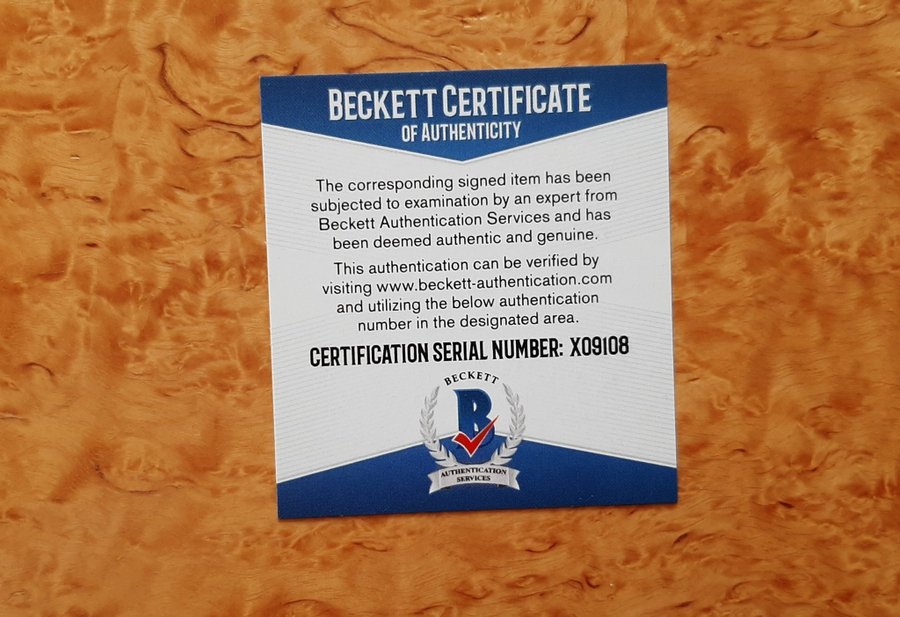 BECKETT CERTIFICATE
OF AUTHENTICITY
The corresponding signed item has been
subjected to examination by an expert from
Beckett Authentication Services and has
been deemed authentic and genuine.
This authentication can be verified by
visiting www.beckett-authentication.com
and utilizing the below authentication
number in the designated area.
CERTIFICATION SERIAL NUMBER: X09108
BECKETT
B
AUTHENTICATION
SERVICES